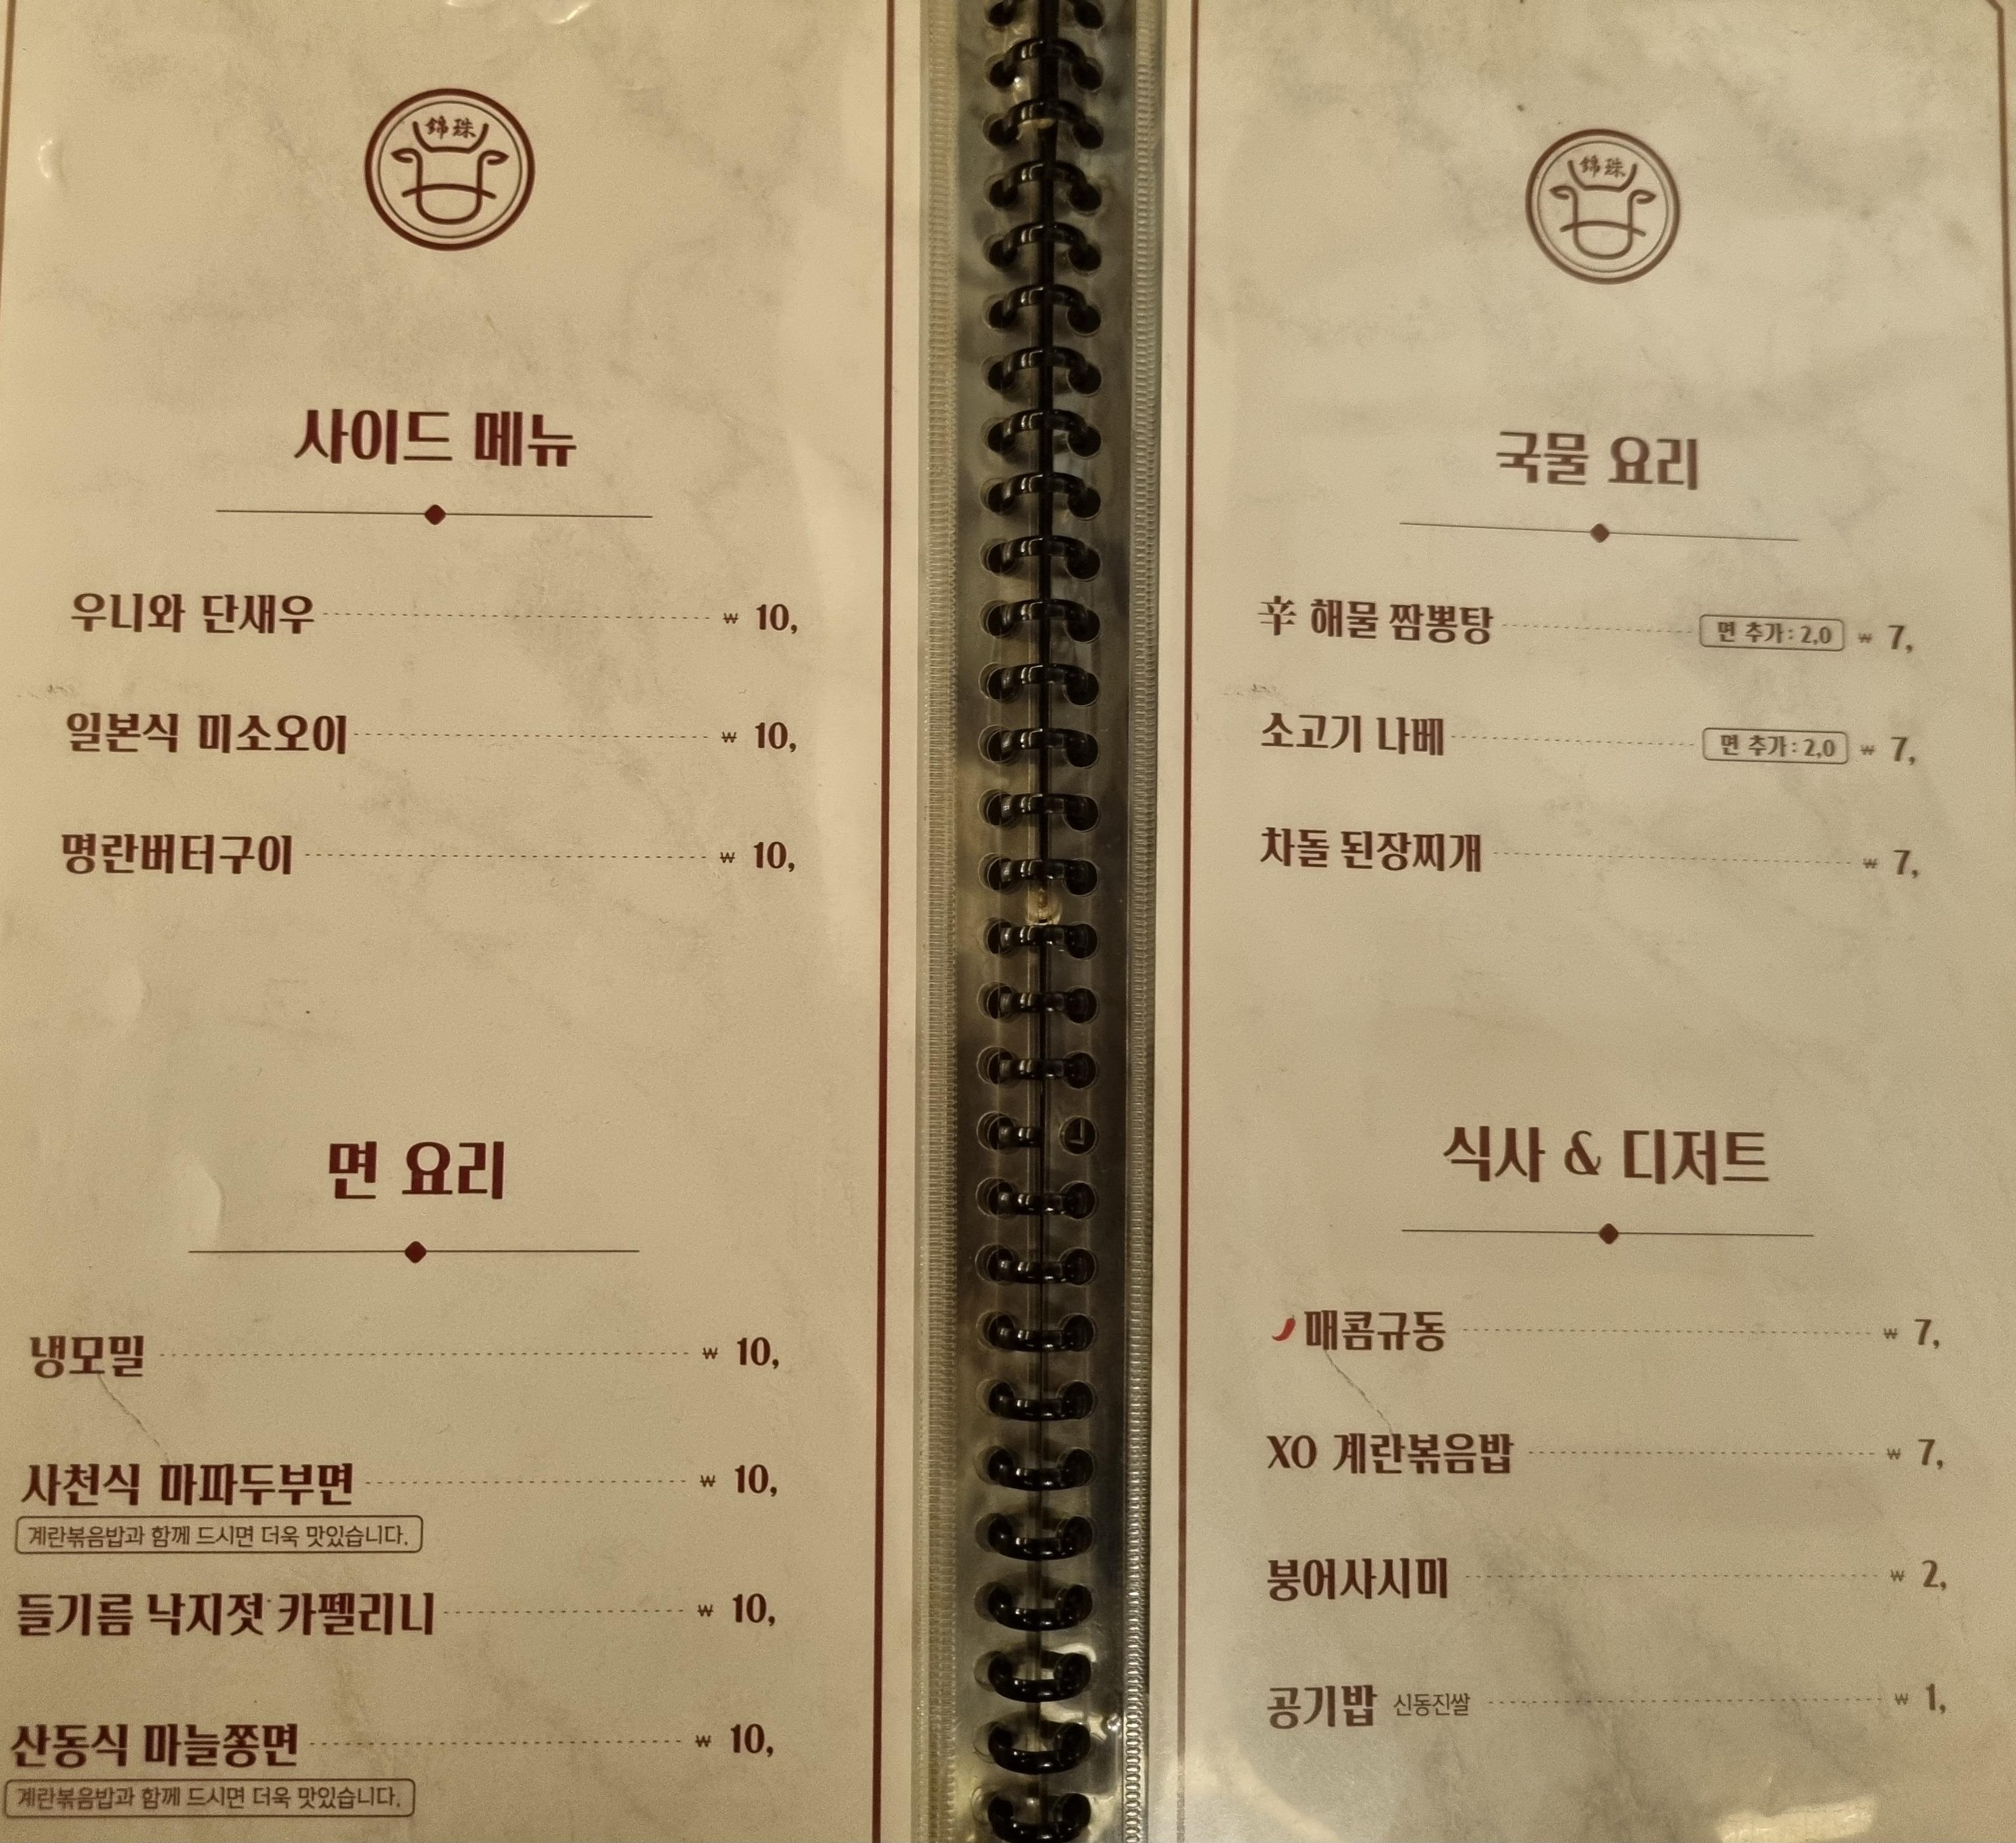 錦珠
사이드 메뉴
우니와 단새우 ₩ 10,
일본식 미소오이 ₩ 10,
명란버터구이 ₩ 10,
면 요리
냉모밀 ₩ 10,
사천식 마파두부면 ₩ 10,
계란볶음밥과 함께 드시면 더욱 맛있습니다.
들기름 낙지젓 카펠리니 ₩ 10,
산동식 마늘쫑면 ₩ 10,
계란볶음밥과 함께 드시면 더욱 맛있습니다.
錦珠
국물 요리
辛 해물 짬뽕탕 면 추가 : 2,0 ₩ 7,
소고기 나베 면 추가 : 2,0 ₩ 7,
차돌 된장찌개 ₩ 7,
식사 & 디저트
매콤규동 ₩ 7,
XO 계란볶음밥 ₩ 7,
붕어사시미 ₩ 2,
공기밥 신동진쌀 ₩ 1,